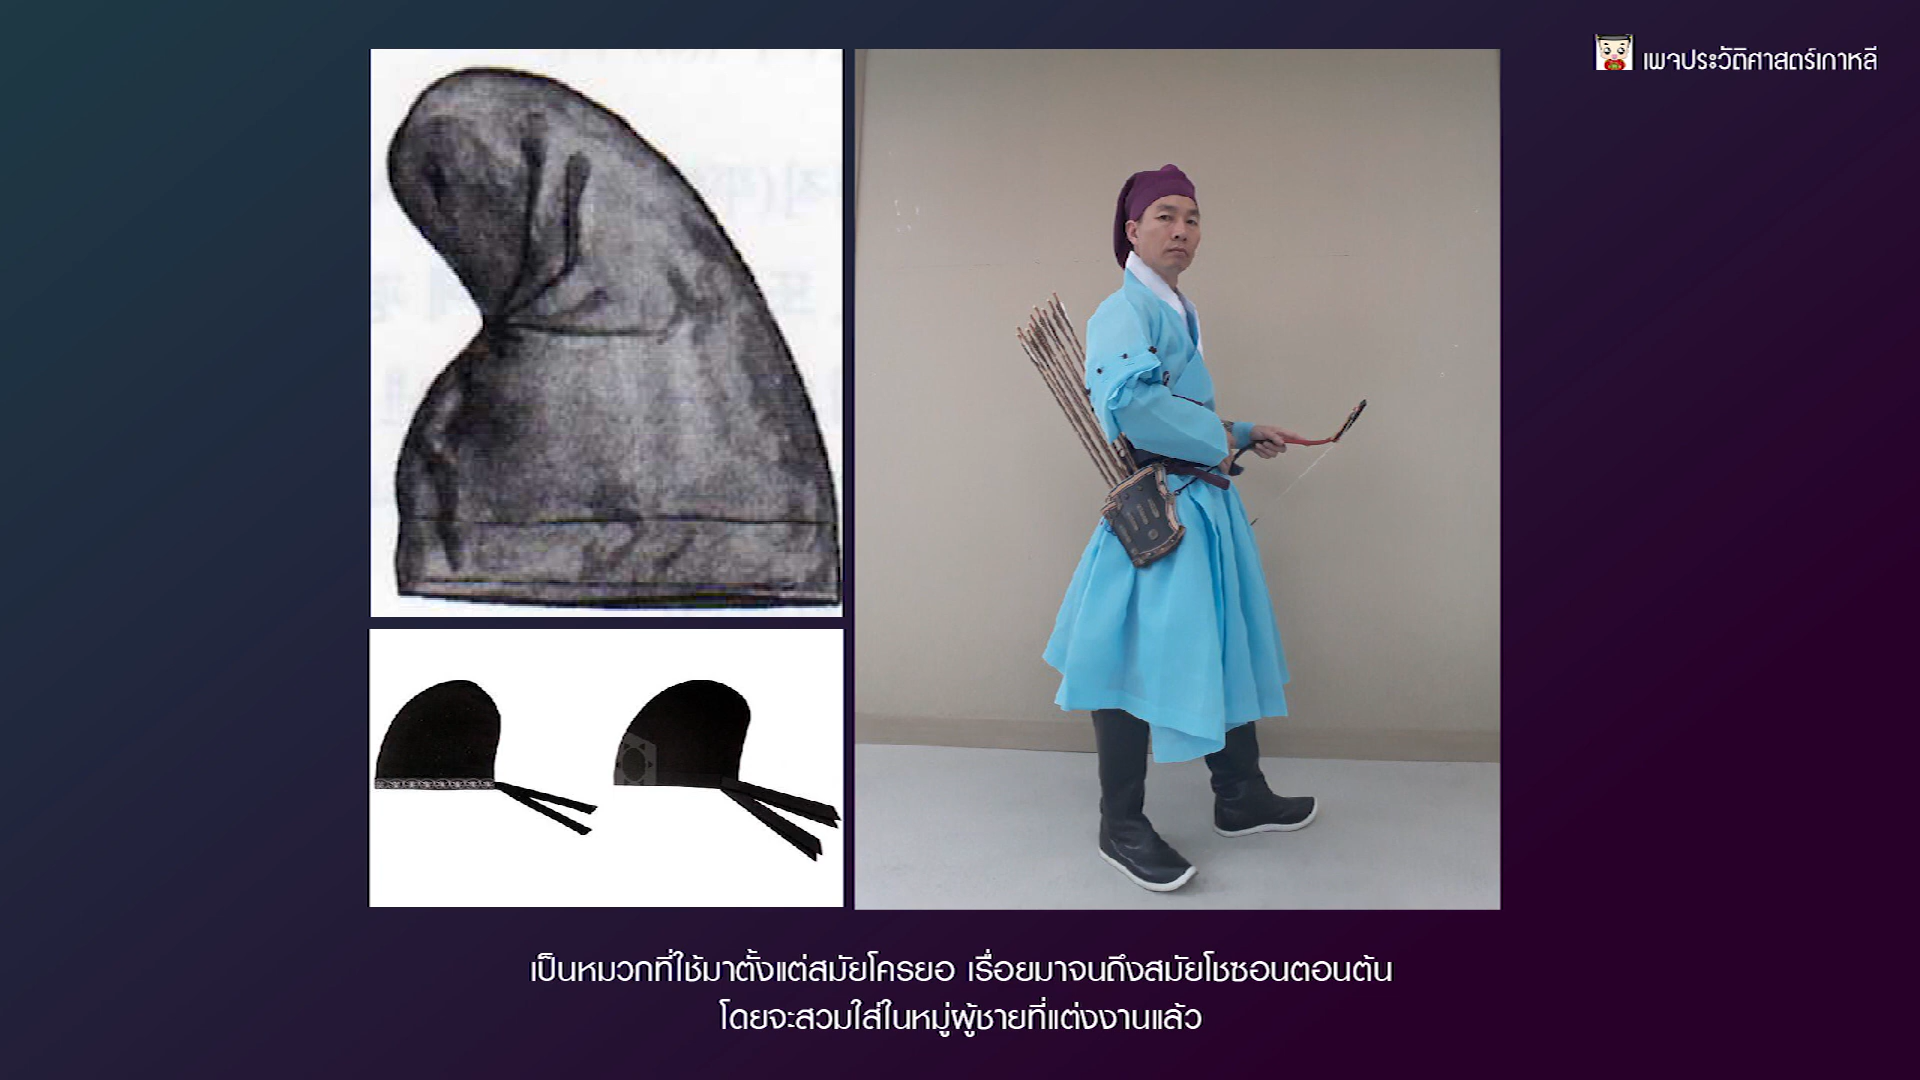 เพจประวัติศาสตร์เกาหลี
เป็นหมวกที่ใช้มาตั้งแต่สมัยโครยอ เรื่อยมาจนถึงสมัยโชซอนตอนต้น
โดยจะสวมใส่ในหมู่ผู้ชายที่แต่งงานแล้ว